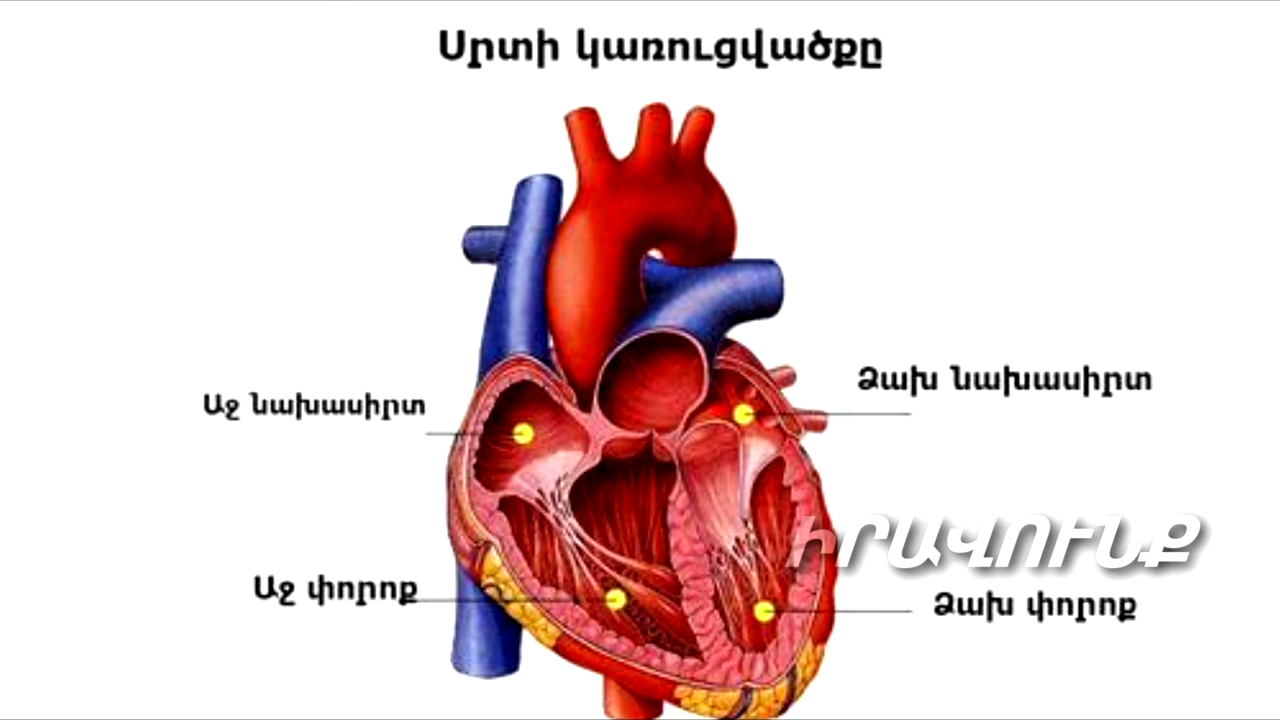 Սրտի կառուցվածքը
Աջ նախասիրտ
Ձախ նախասիրտ
ԻՐԱՎՈՒՆՔ
Աջ փորոք
Ձախ փորոք